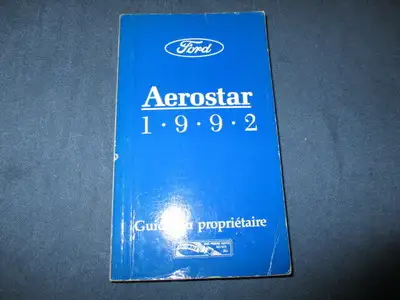 Ford
Aerostar
1·9·9·2
Guide du propriétaire